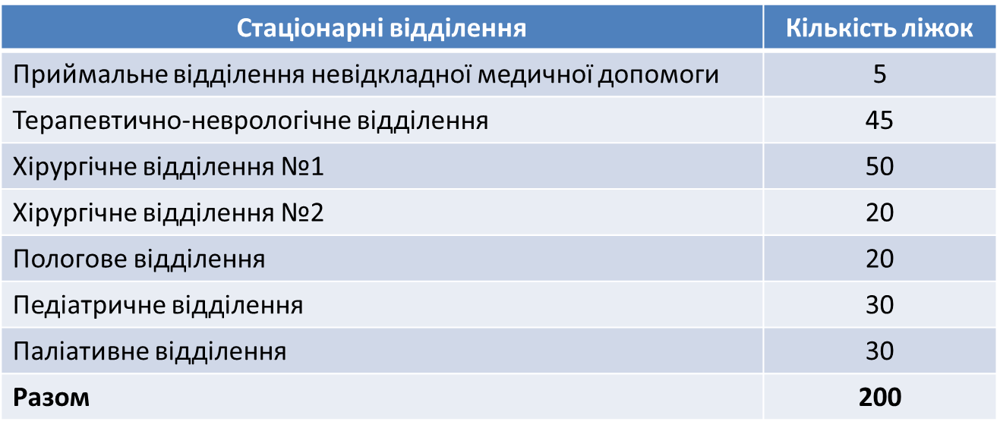 Стаціонарні відділення Кількість ліжок
Приймальне відділення невідкладної медичної допомоги 5
Терапевтично-неврологічне відділення 45
Хірургічне відділення №1 50
Хірургічне відділення №2 20
Пологове відділення 20
Педіатричне відділення 30
Паліативне відділення 30
Разом 200